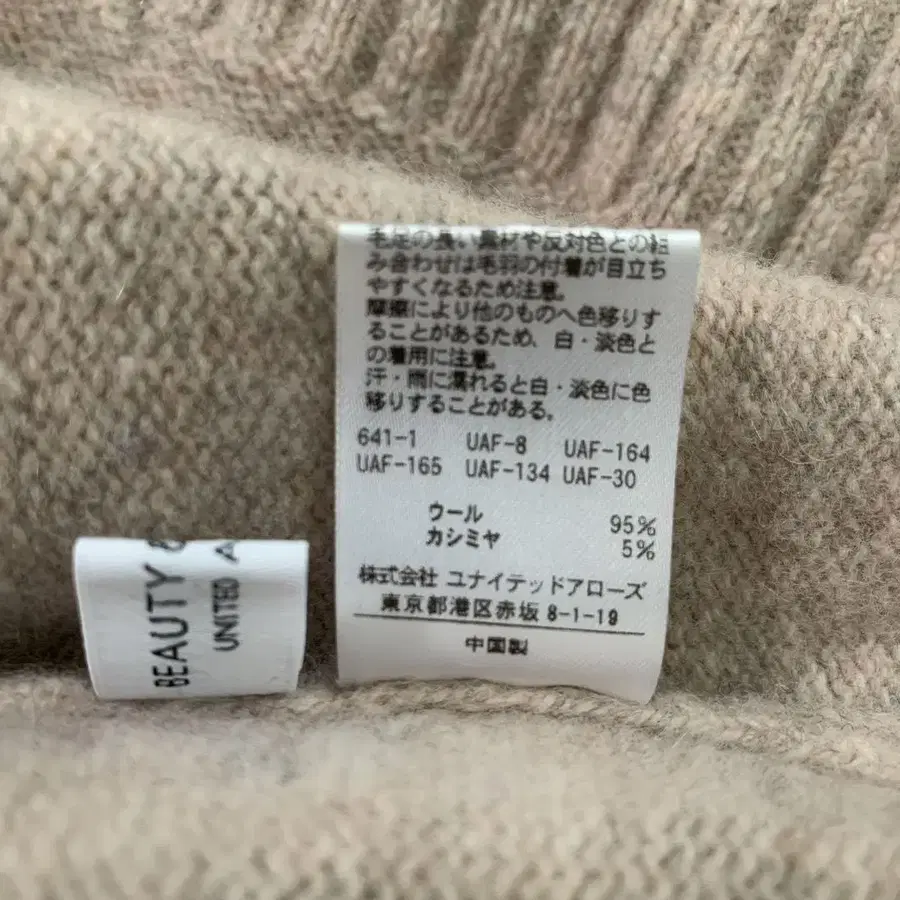 毛足の長い素材や反対色との組
み合わせは毛羽の付着が目立ち
やすくなるため注意。
摩擦により他のものへ色移りす
ることがあるため、白・淡色と
の着用に注意。
汗・雨に濡れると白・淡色に色
移りすることがある。
641-1 UAF-8 UAF-164
UAF-165 UAF-134 UAF-30
ウール 95%
カシミヤ 5%
株式会社 ユナイテッドアローズ
東京都港区赤坂 8-1-19
中国製
BEAUTY &
UNITED A